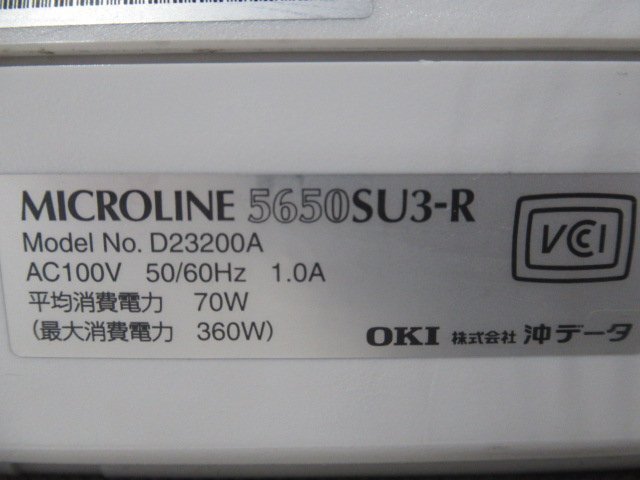 MICROLINE 5650SU3-R
Model No. D23200A
AC100V 50/60Hz 1.0A
平均消費電力 70W
(最大消費電力 360W)
VCCI
OKI 株式会社 沖データ